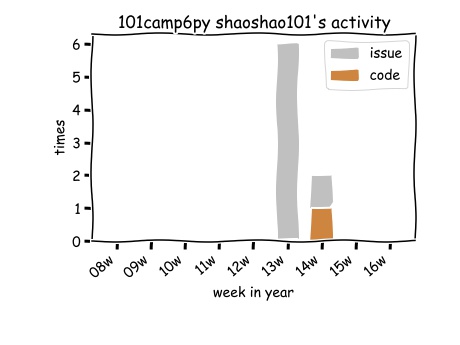 101camp6py shaoshao101's activity
issue
code
times
6
5
4
3
2
1
0
08w 09w 10w 11w 12w 13w 14w 15w 16w
week in year